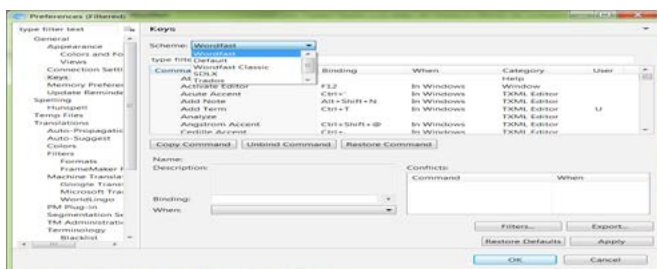 Preferences (Filtered)
type filter text
General
Appearance
Colors and Fo
Views
Connection Setti
Keys
Memory Preferen
Update Reminde
Spelling
Hunspell
Temp Files
Translations
Auto-Propagatio
Auto-Suggest
Colors
Filters
Formats
FrameMaker F
Machine Translat
Google Transl
Microsoft Tra
WorldLingo
PM Plug-in
Segmentation Se
TM Administratio
Terminology
Blacklist
Keys
Scheme: Wordfast
Wordfast
Default
Wordfast Classic
SDLX
Trados
type filte
Comma Binding When Category User
Help
Activate Editor F12 In Windows Window
Acute Accent Ctrl+' In Windows TXML Editor
Add Note Alt+Shift+N In Windows TXML Editor
Add Term Ctrl+T In Windows TXML Editor U
Analyze
Angstrom Accent Ctrl+Shift+@ In Windows TXML Editor
Cedille Accent Ctrl+, In Windows TXML Editor
Copy Command Unbind Command Restore Command
Name:
Description:
Conflicts:
Command When
Binding:
When:
Filters... Export...
Restore Defaults Apply
OK Cancel